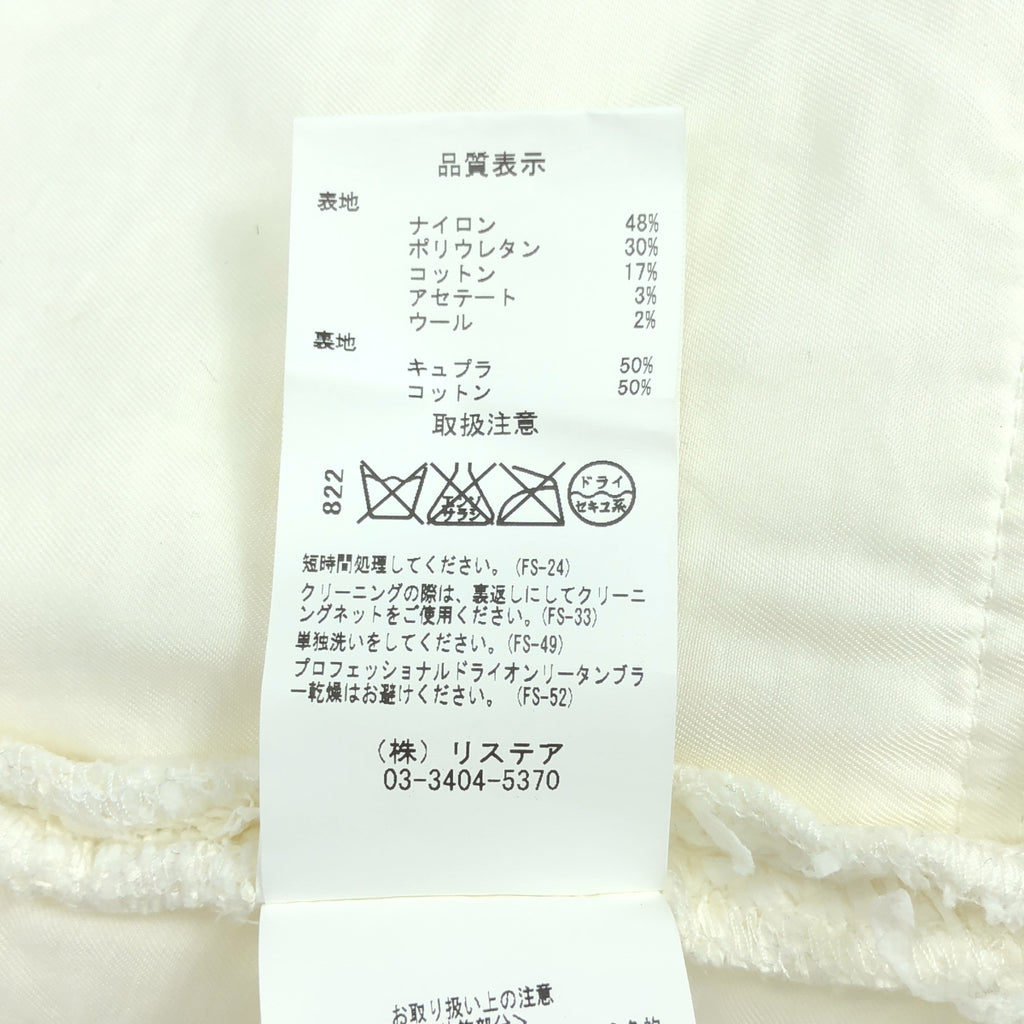 品質表示
表地
ナイロン 48%
ポリウレタン 30%
コットン 17%
アセテート 3%
ウール 2%
裏地
キュプラ 50%
コットン 50%
取扱注意
822
エンソ
サラシ
ドライ
セキユ系
短時間処理してください。(FS-24)
クリーニングの際は、裏返しにしてクリーニ
ングネットをご使用ください。(FS-33)
単独洗いをしてください。(FS-49)
プロフェッショナルドライオンリータンブラ
ー乾燥はお避けください。(FS-52)
(株) リステア
03-3404-5370
お取り扱い上の注意